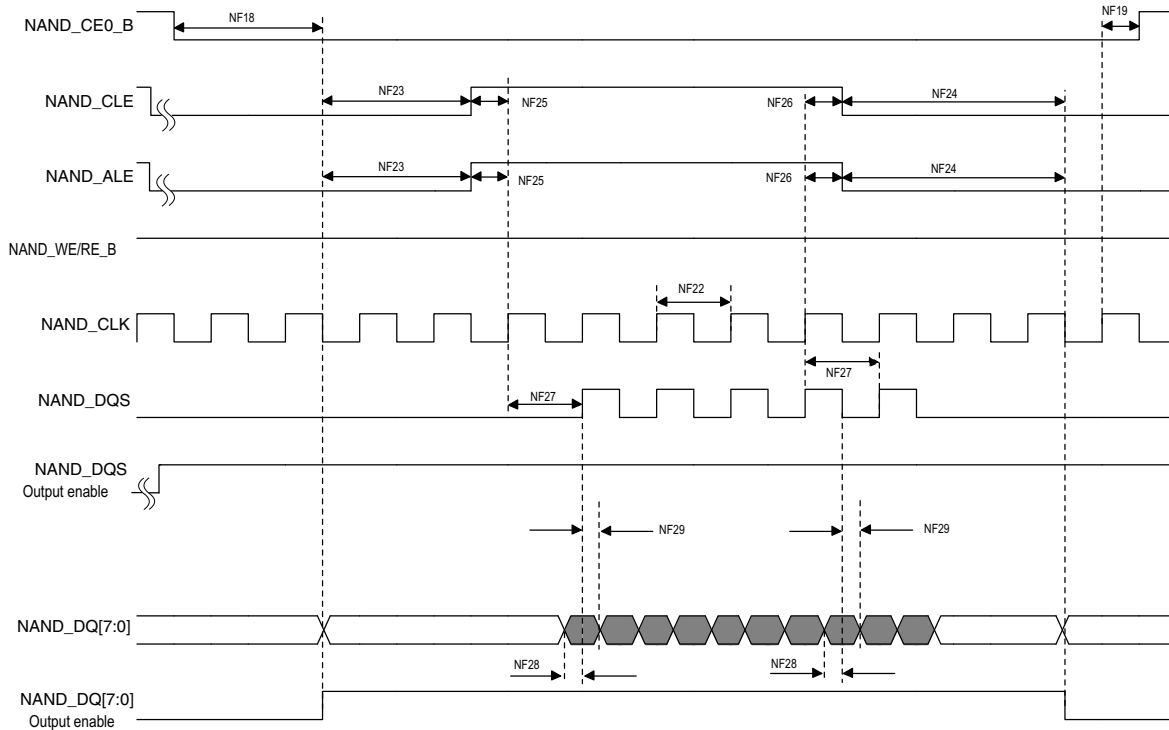 NAND_CE0_B
NF18
NF19
NAND_CLE
NF23
NF25
NF26
NF24
NAND_ALE
NF23
NF25
NF26
NF24
NAND_WE/RE_B
NF22
NAND_CLK
NF27
NAND_DQS
NF27
NAND_DQS
Output enable
NF29
NF29
NAND_DQ[7:0]
NF28
NF28
NAND_DQ[7:0]
Output enable